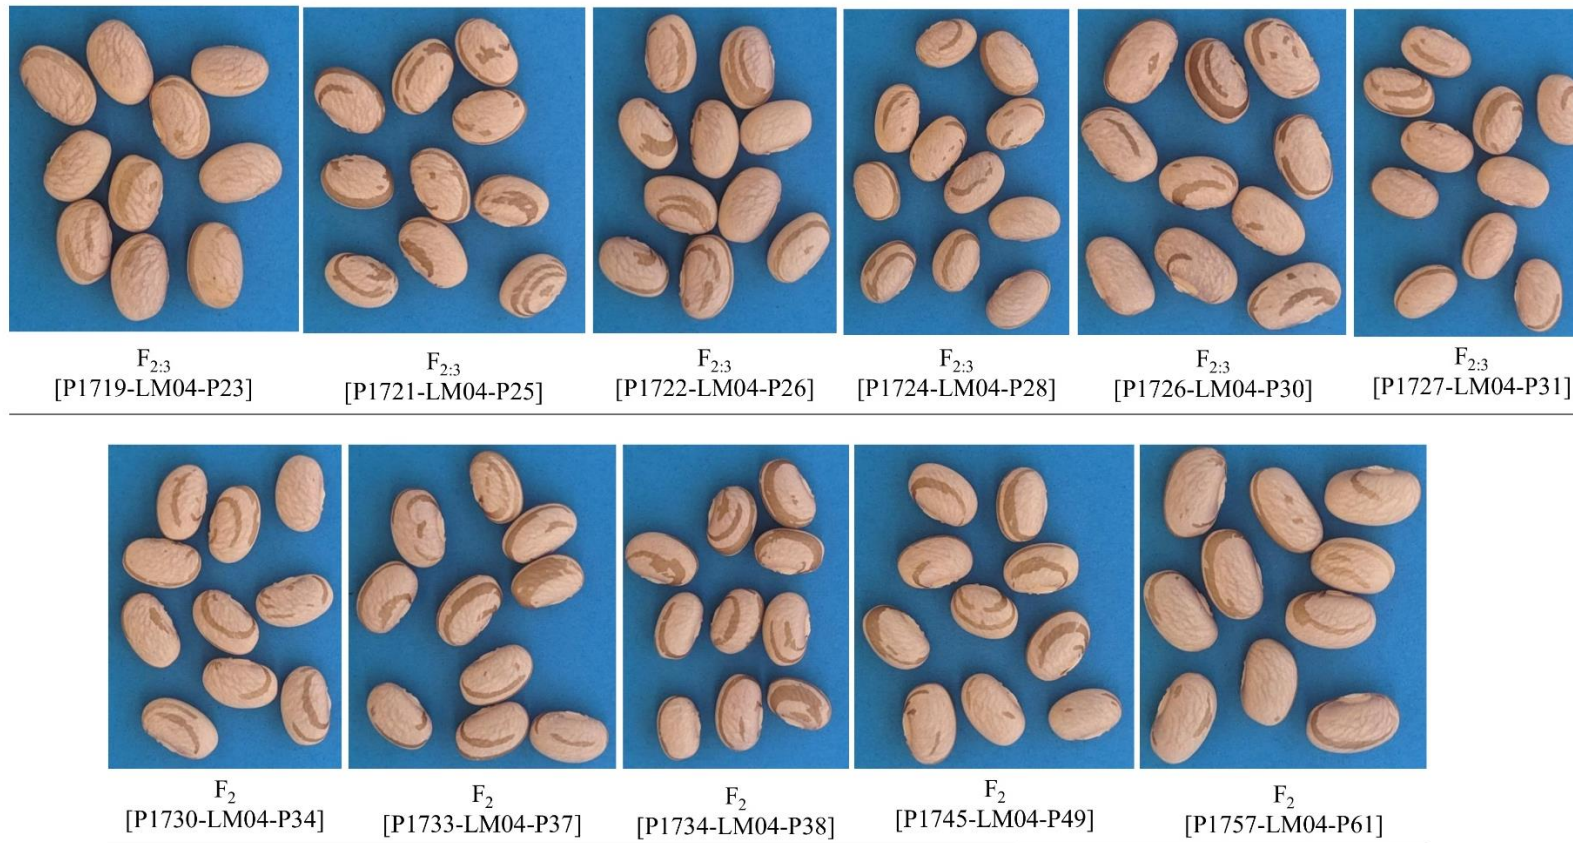 F2:3
[P1719-LM04-P23]
F2:3
[P1721-LM04-P25]
F2:3
[P1722-LM04-P26]
F2:3
[P1724-LM04-P28]
F2:3
[P1726-LM04-P30]
F2:3
[P1727-LM04-P31]
F2
[P1730-LM04-P34]
F2
[P1733-LM04-P37]
F2
[P1734-LM04-P38]
F2
[P1745-LM04-P49]
F2
[P1757-LM04-P61]